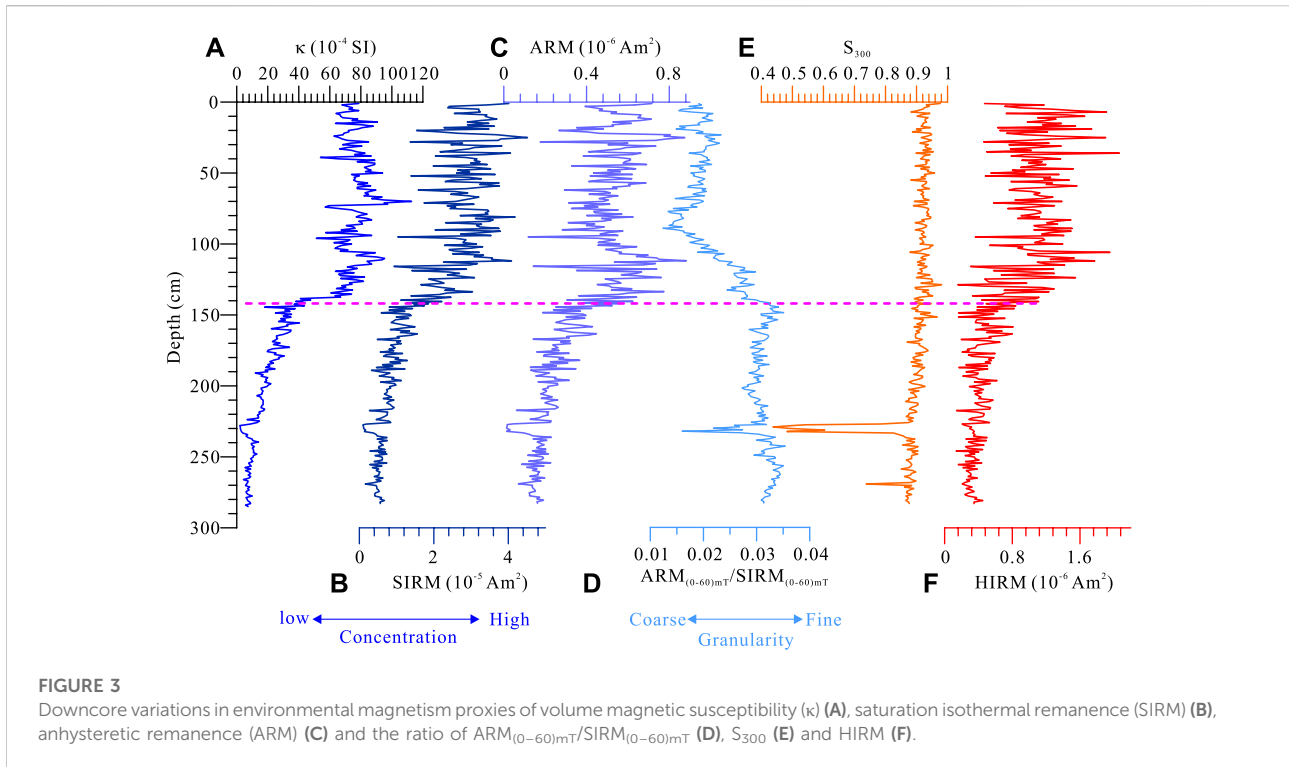 A C E
κ (10-4 SI) ARM (10-6 Am2) S300
0 20 40 60 80 100 120 0 0.4 0.8 0.4 0.5 0.6 0.7 0.8 0.9 1
0
50
100
150
200
250
300
Depth (cm)
0 2 4 0.01 0.02 0.03 0.04 0 0.8 1.6
B SIRM (10-5 Am2) D ARM(0-60)mT/SIRM(0-60)mT F HIRM (10-6 Am2)
low High Coarse Fine
Concentration Granularity
FIGURE 3
Downcore variations in environmental magnetism proxies of volume magnetic susceptibility (κ) (A), saturation isothermal remanence (SIRM) (B),
anhysteretic remanence (ARM) (C) and the ratio of ARM(0–60)mT/SIRM(0–60)mT (D), S300 (E) and HIRM (F).